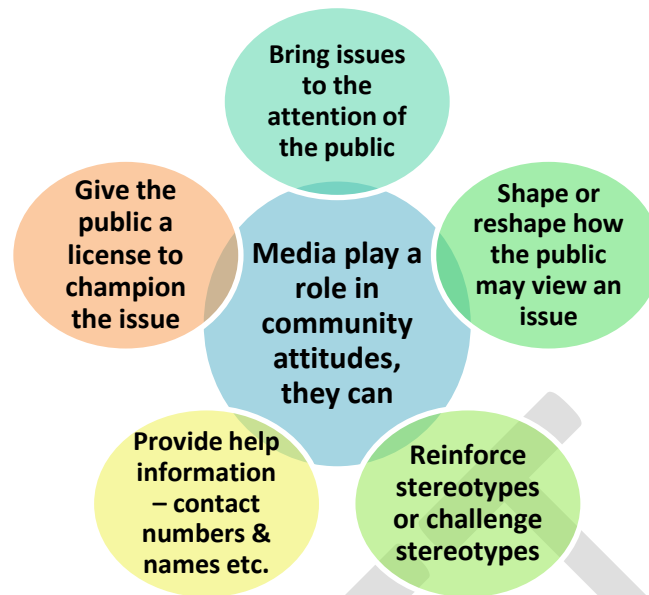 Bring issues
to the
attention of
the public
Give the
public a
license to
champion
the issue
Shape or
reshape how
the public
may view an
issue
Media play a
role in
community
attitudes,
they can
Provide help
information
– contact
numbers &
names etc.
Reinforce
stereotypes
or challenge
stereotypes